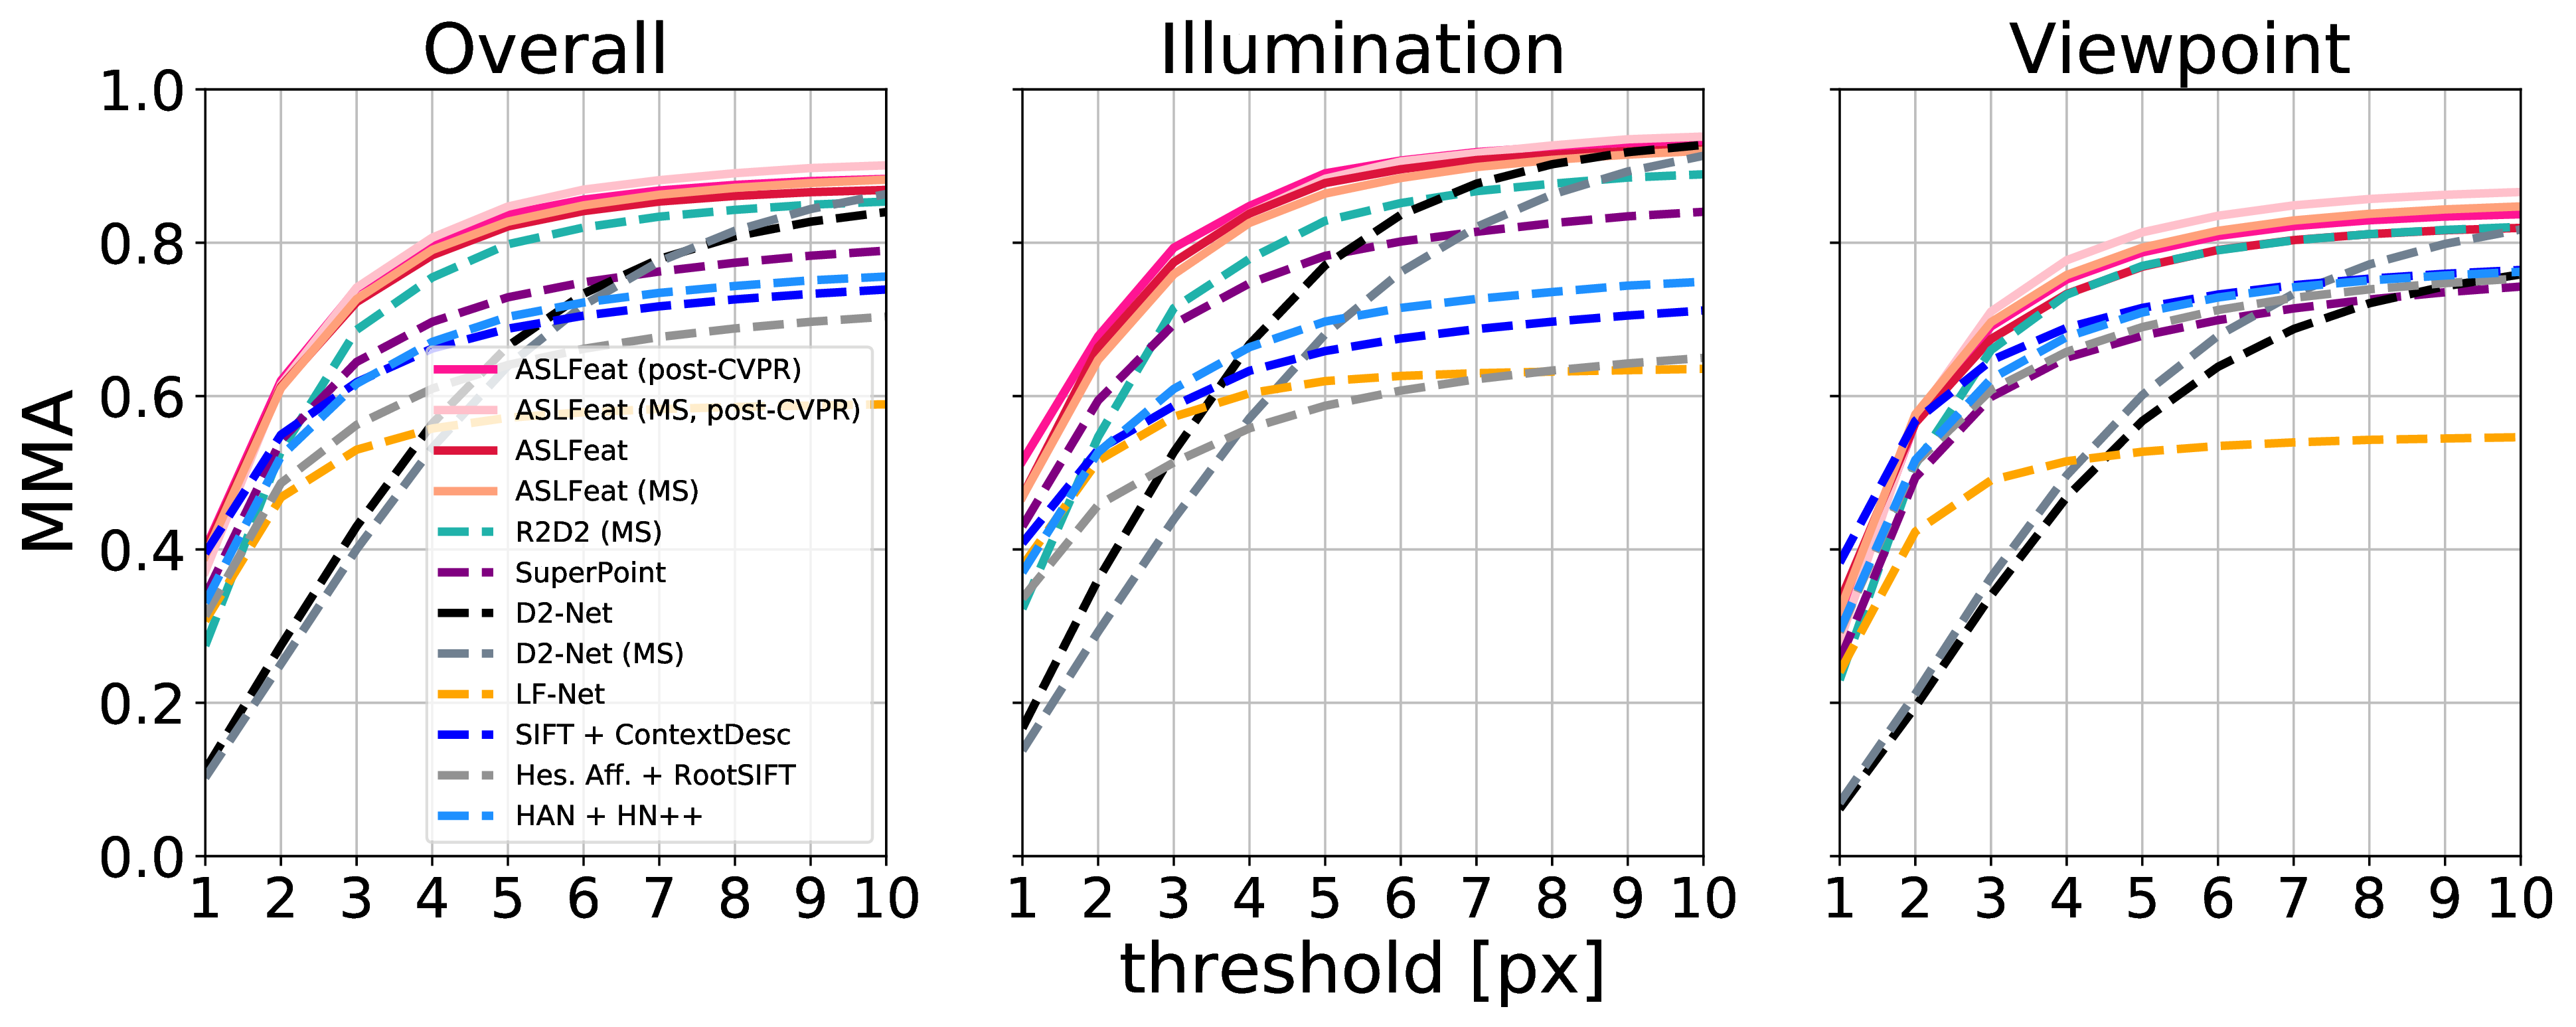 Overall
Illumination
Viewpoint
MMA
1.0
0.8
0.6
0.4
0.2
0.0
ASLFeat (post-CVPR)
ASLFeat (MS, post-CVPR)
ASLFeat
ASLFeat (MS)
R2D2 (MS)
SuperPoint
D2-Net
D2-Net (MS)
LF-Net
SIFT + ContextDesc
Hes. Aff. + RootSIFT
HAN + HN++
1 2 3 4 5 6 7 8 9 10
1 2 3 4 5 6 7 8 9 10
1 2 3 4 5 6 7 8 9 10
threshold [px]